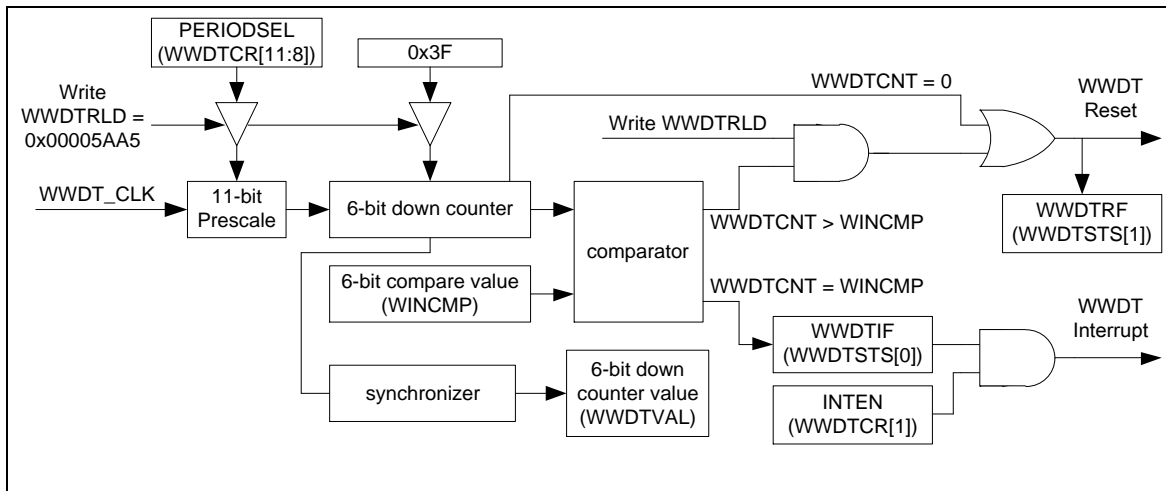 PERIODSEL
(WWDTCR[11:8])
0x3F
Write
WWDTRLD =
0x00005AA5
WWDTCNT = 0
WWDT
Reset
Write WWDTRLD
WWDT_CLK
11-bit
Prescale
6-bit down counter
WWDTCNT > WINCMP
WWDTRF
(WWDTSTS[1])
comparator
6-bit compare value
(WINCMP)
WWDTCNT = WINCMP
WWDT
Interrupt
WWDTIF
(WWDTSTS[0])
synchronizer
6-bit down
counter value
(WWDTVAL)
INTEN
(WWDTCR[1])